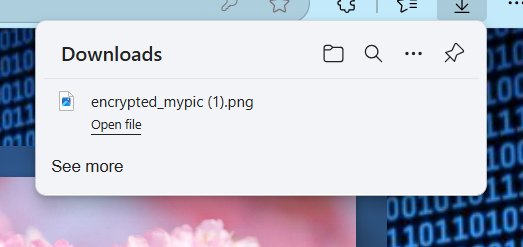 Downloads
encrypted_mypic (1).png
Open file
See more